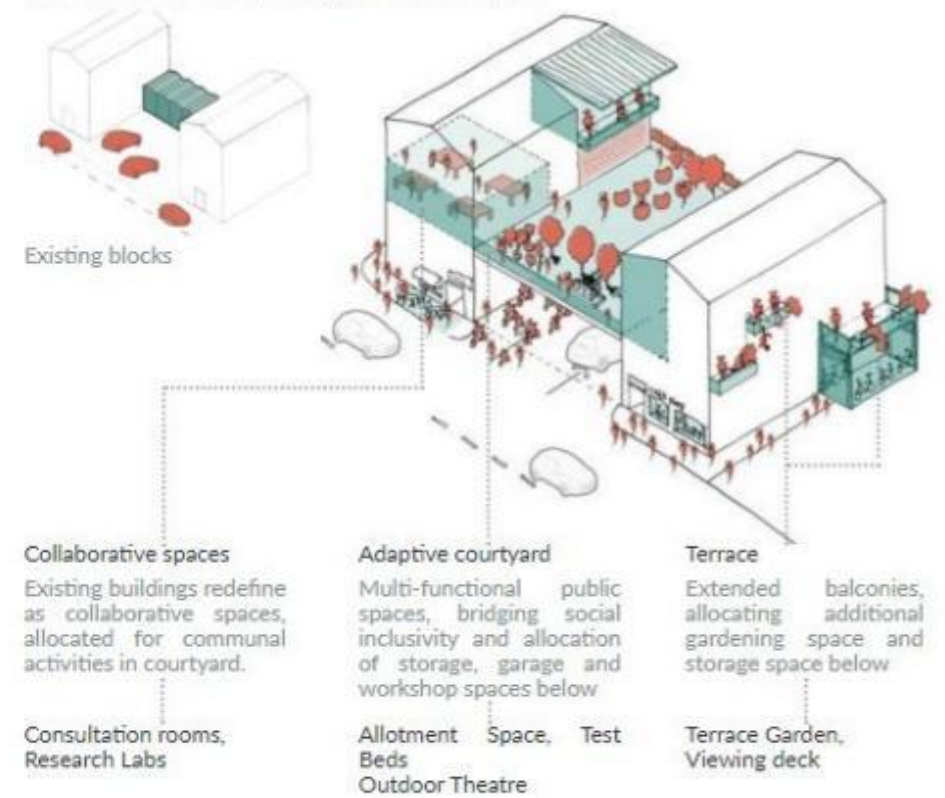 Existing blocks
Collaborative spaces
Existing buildings redefine
as collaborative spaces,
allocated for communal
activities in courtyard.
Consultation rooms,
Research Labs
Adaptive courtyard
Multi-functional public
spaces, bridging social
inclusivity and allocation
of storage, garage and
workshop spaces below
Allotment Space, Test
Beds
Outdoor Theatre
Terrace
Extended balconies,
allocating additional
gardening space and
storage space below
Terrace Garden,
Viewing deck